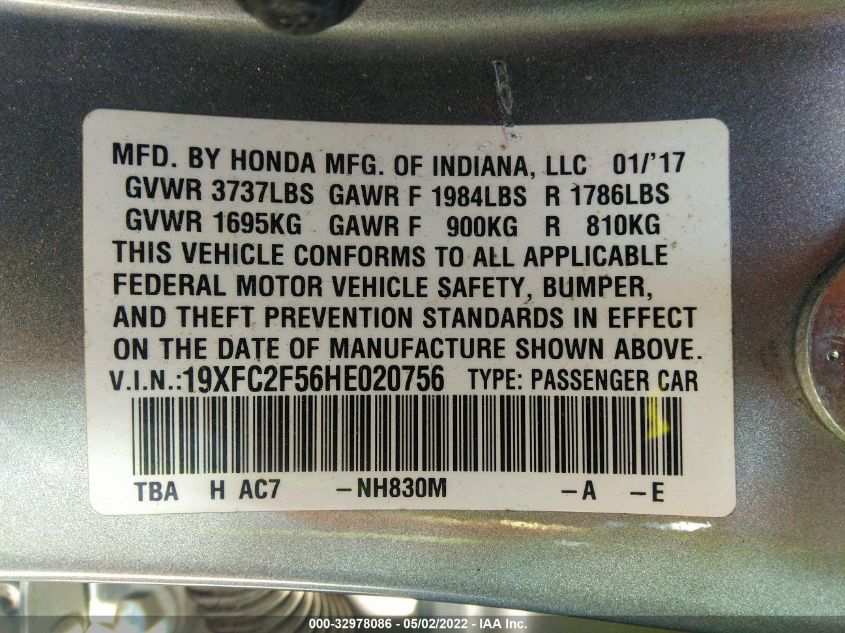 MFD. BY HONDA MFG. OF INDIANA, LLC 01/'17
GVWR 3737LBS GAWR F 1984LBS R 1786LBS
GVWR 1695KG GAWR F 900KG R 810KG
THIS VEHICLE CONFORMS TO ALL APPLICABLE
FEDERAL MOTOR VEHICLE SAFETY, BUMPER,
AND THEFT PREVENTION STANDARDS IN EFFECT
ON THE DATE OF MANUFACTURE SHOWN ABOVE.
V.I.N.:19XFC2F56HE020756 TYPE: PASSENGER CAR
TBA H AC7 –NH830M –A –E
000-32978086 - 05/02/2022 - IAA Inc.